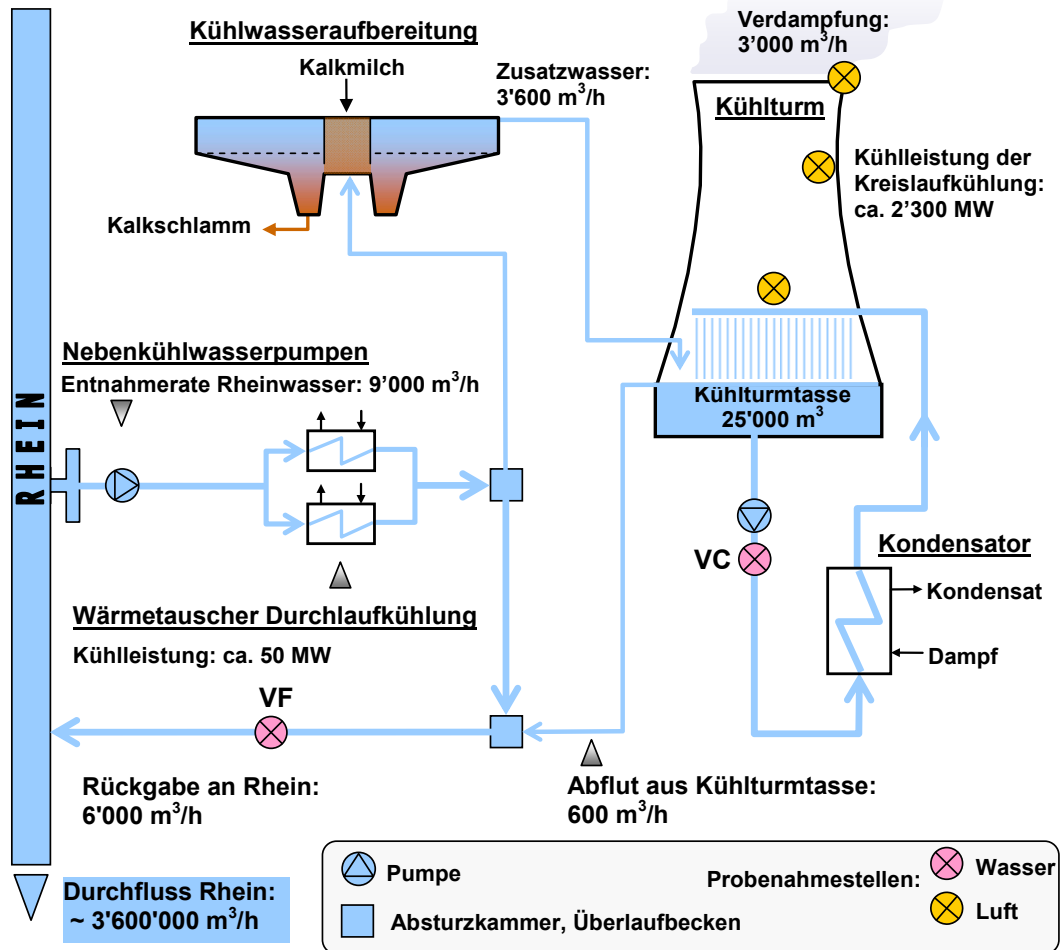 Verdampfung:
3’000 m³/h
Kühlwasseraufbereitung
Kalkmilch
Zusatzwasser:
3'600 m³/h
Kühlturm
Kühlleistung der
Kreislaufkühlung:
ca. 2’300 MW
Kalkschlamm
Nebenkühlwasserpumpen
Entnahmerate Rheinwasser: 9’000 m³/h
RHEIN
Kühlturmtasse
25'000 m³
VC
Kondensator
Kondensat
Dampf
Wärmetauscher Durchlaufkühlung
Kühlleistung: ca. 50 MW
VF
Rückgabe an Rhein:
6'000 m³/h
Abflut aus Kühlturmtasse:
600 m³/h
Durchfluss Rhein:
~ 3'600'000 m³/h
Pumpe
Absturzkammer, Überlaufbecken
Probenahmestellen:
Wasser
Luft